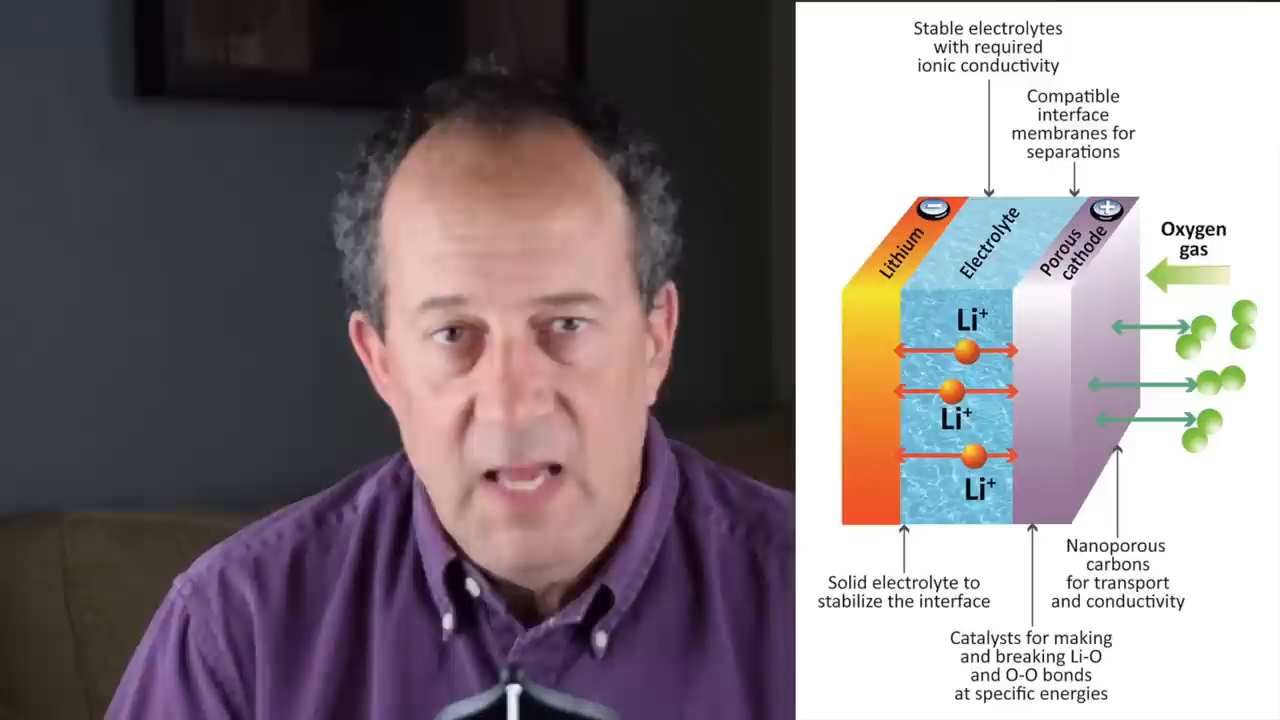 Stable electrolytes
with required
ionic conductivity
Compatible
interface
membranes for
separations
−
+
Lithium
Electrolyte
Porous
cathode
Oxygen
gas
Li⁺
Li⁺
Li⁺
Nanoporous
carbons
for transport
and conductivity
Solid electrolyte to
stabilize the interface
Catalysts for making
and breaking Li-O
and O-O bonds
at specific energies